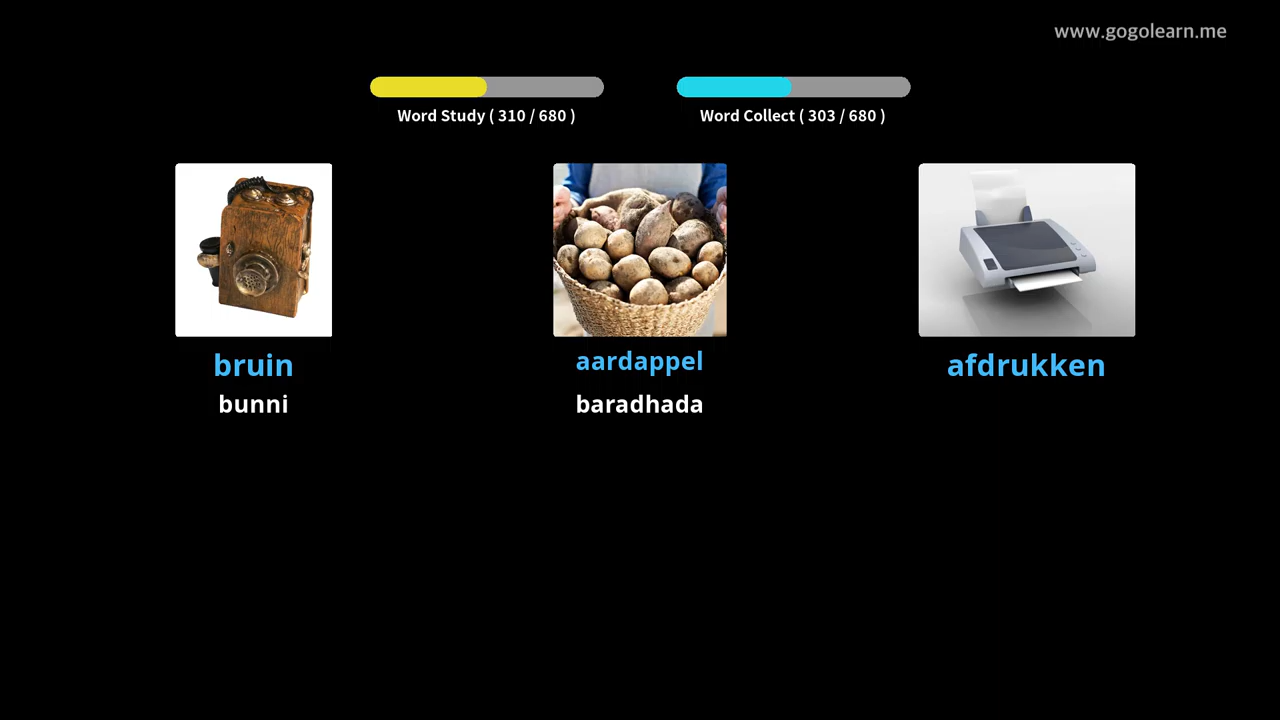 www.gogolearn.me
Word Study ( 310 / 680 )
Word Collect ( 303 / 680 )
bruin
aardappel
afdrukken
bunni
baradhada